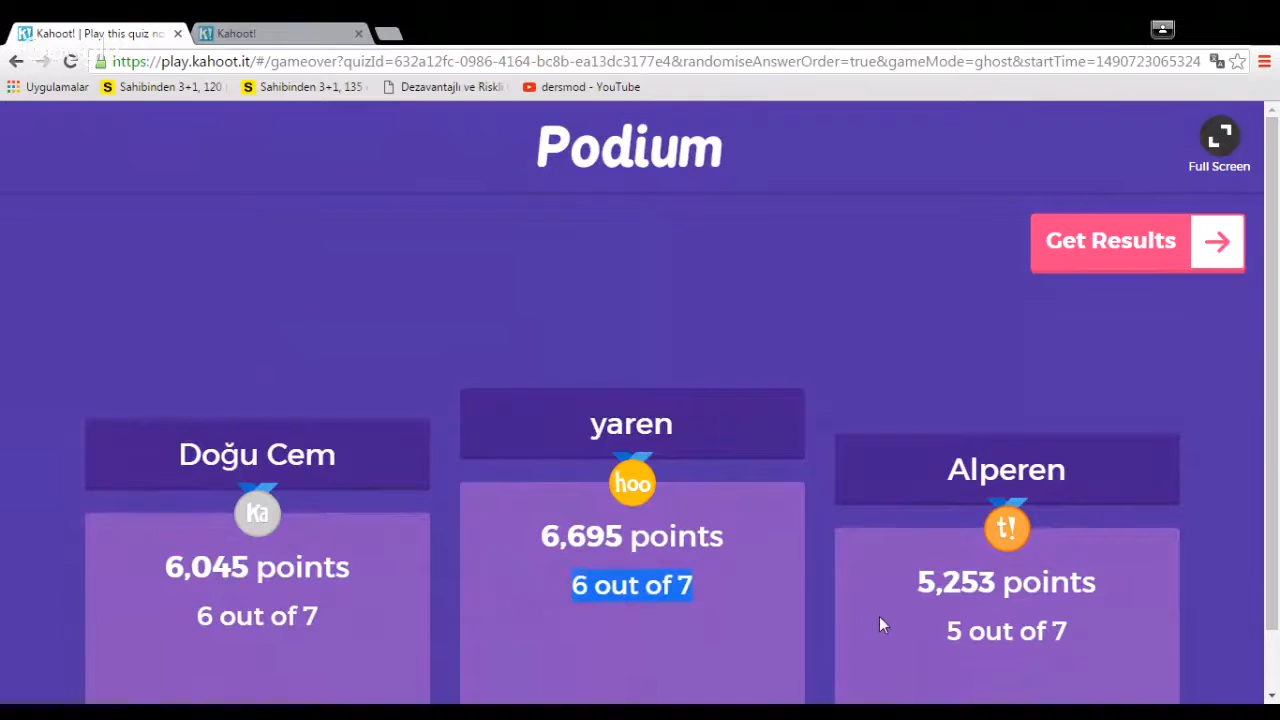 Kahoot! | Play this quiz no
Kahoot!
https://play.kahoot.it/#/gameover?quizId=632a12fc-0986-4f64-bcba-ea13dc3177e4&randomiseAnswerOrder=true&gameMode=ghost&startTime=1490723065324
Uygulamalar
Sahibinden 3+1, 120
Sahibinden 3+1, 135
Dezavantajlı ve Riskli
dersmod - YouTube
Podium
Full Screen
Get Results
Doğu Cem
Ka
6,045 points
6 out of 7
yaren
hoo
6,695 points
6 out of 7
Alperen
t!
5,253 points
5 out of 7